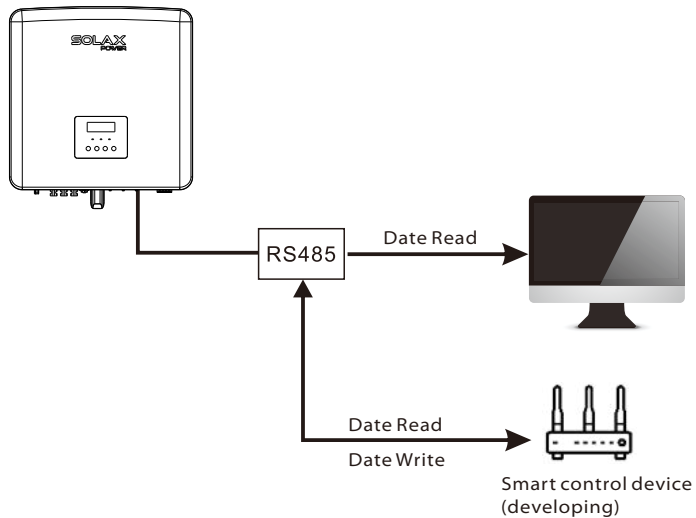 SOLAX
POWER
RS485
Date Read
Date Read
Date Write
Smart control device
(developing)